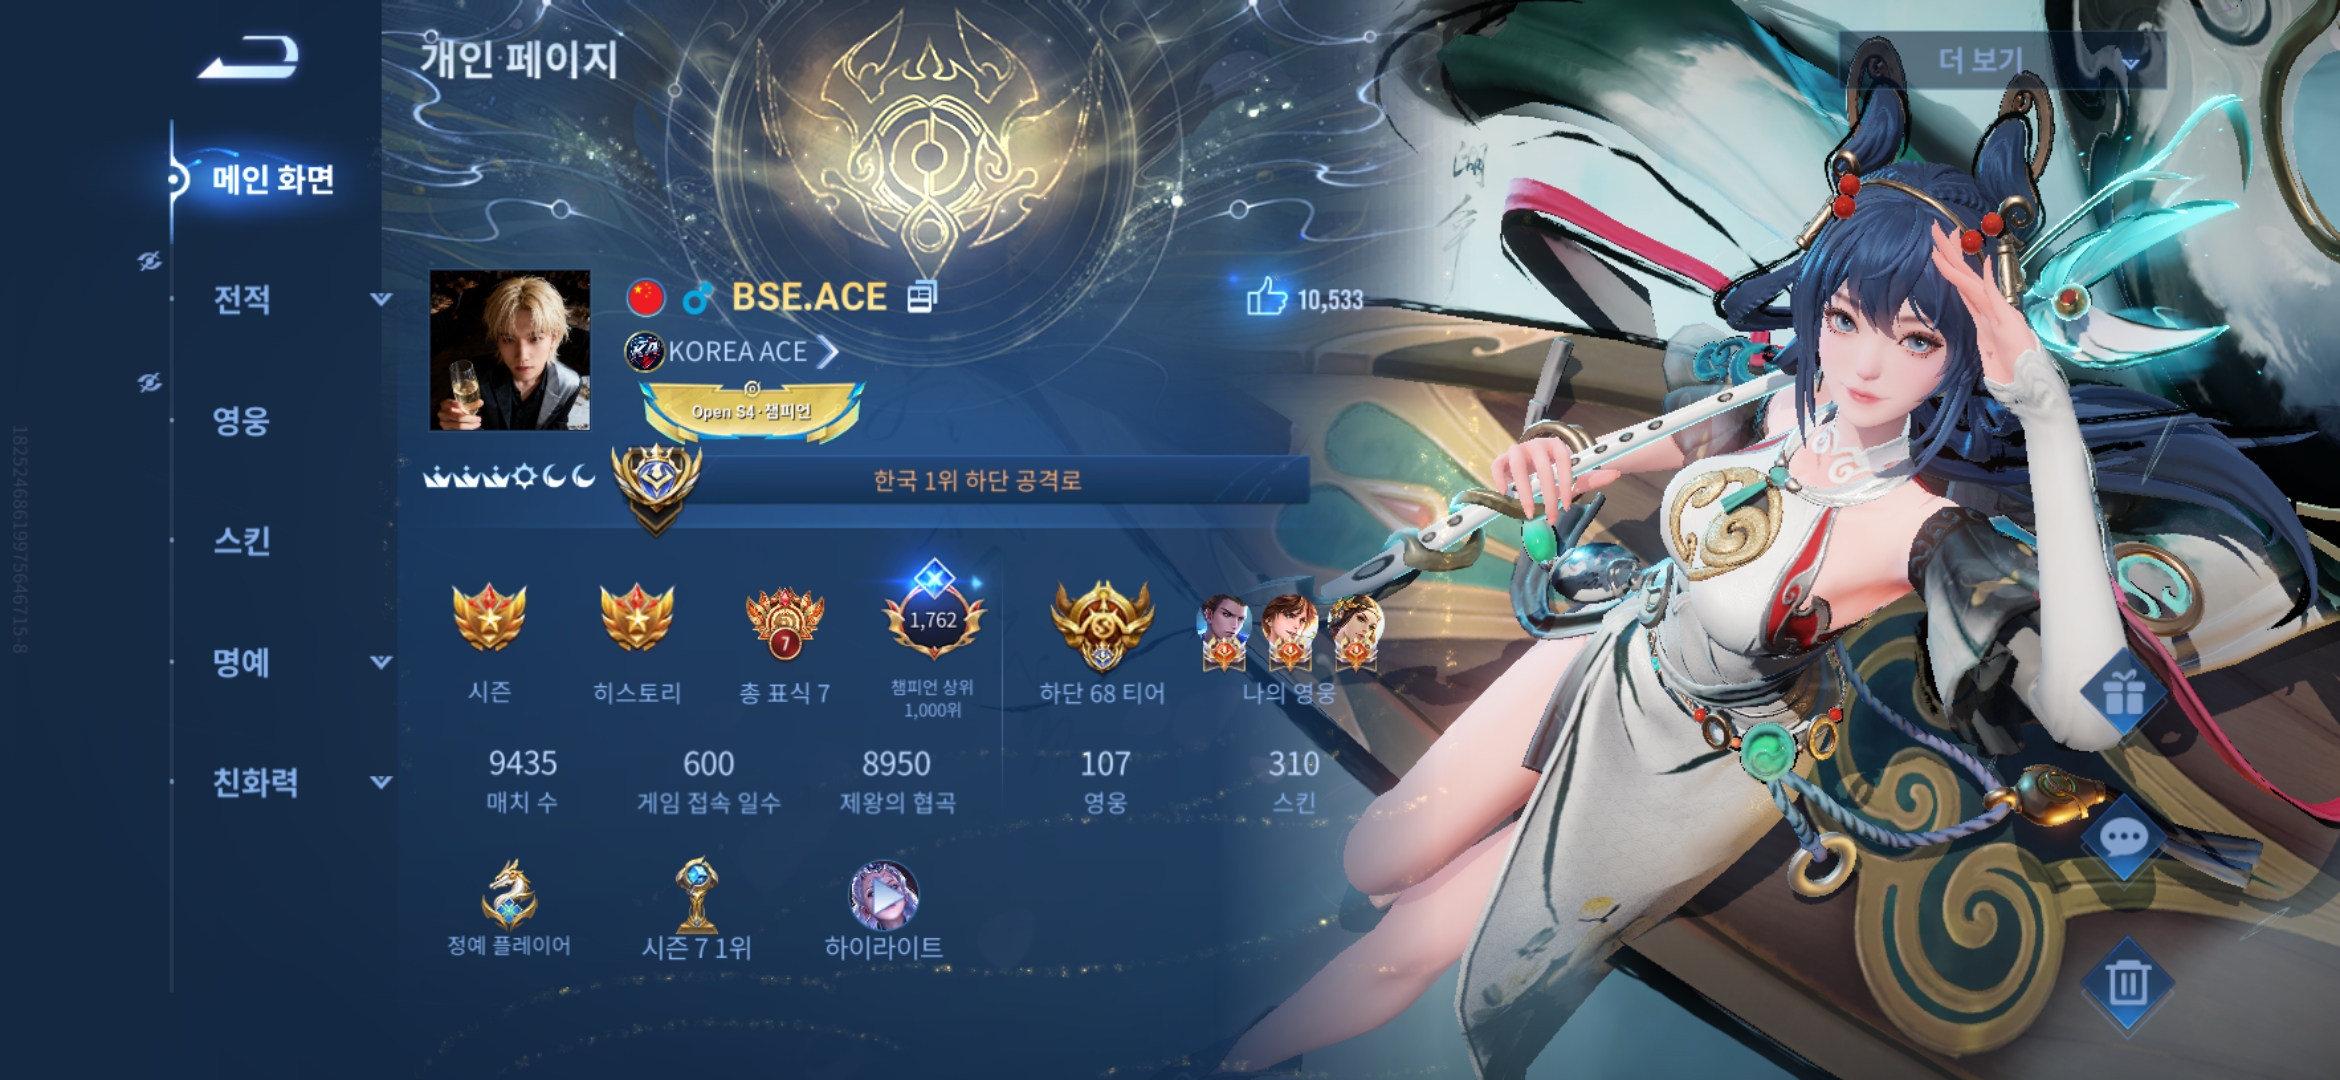 개인 페이지
더 보기
메인 화면
전적
영웅
스킨
명예
친화력
BSE.ACE
10,533
KOREA ACE
Open S4·챔피언
한국 1위 하단 공격로
7
1,762
시즌
히스토리
총 표식 7
챔피언 상위
1,000위
하단 68 티어
나의 영웅
9435
600
8950
107
310
매치 수
게임 접속 일수
제왕의 협곡
영웅
스킨
정예 플레이어
시즌 7 1위
하이라이트